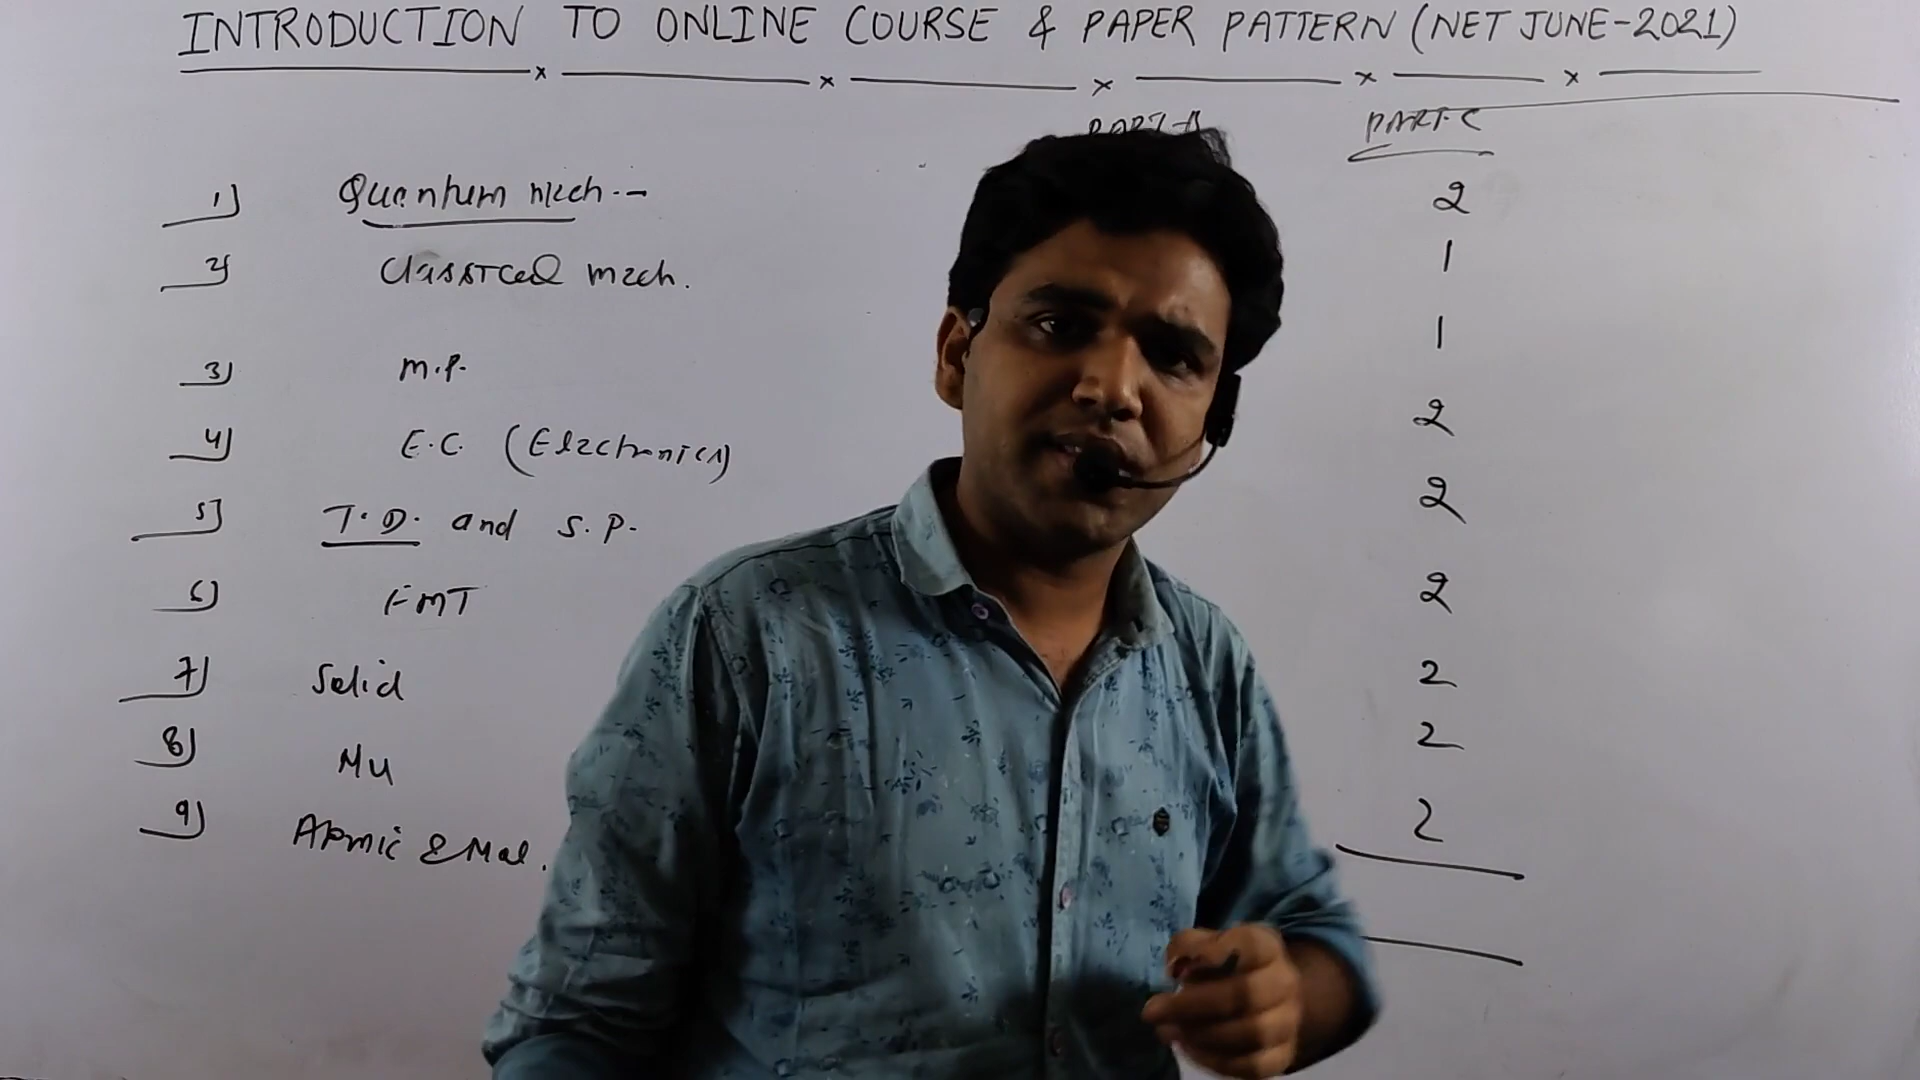 INTRODUCTION TO ONLINE COURSE & PAPER PATTERN (NET JUNE-2021)
PART-C
1) Quantum Mech.- 2
2) Classical mech. 1
3) M.P. 1
4) E.C. (Electronics) 2
5) T.D. and S.P. 2
6) EMT 2
7) Solid 2
8) Nu 2
9) Atomic & Mol. 2